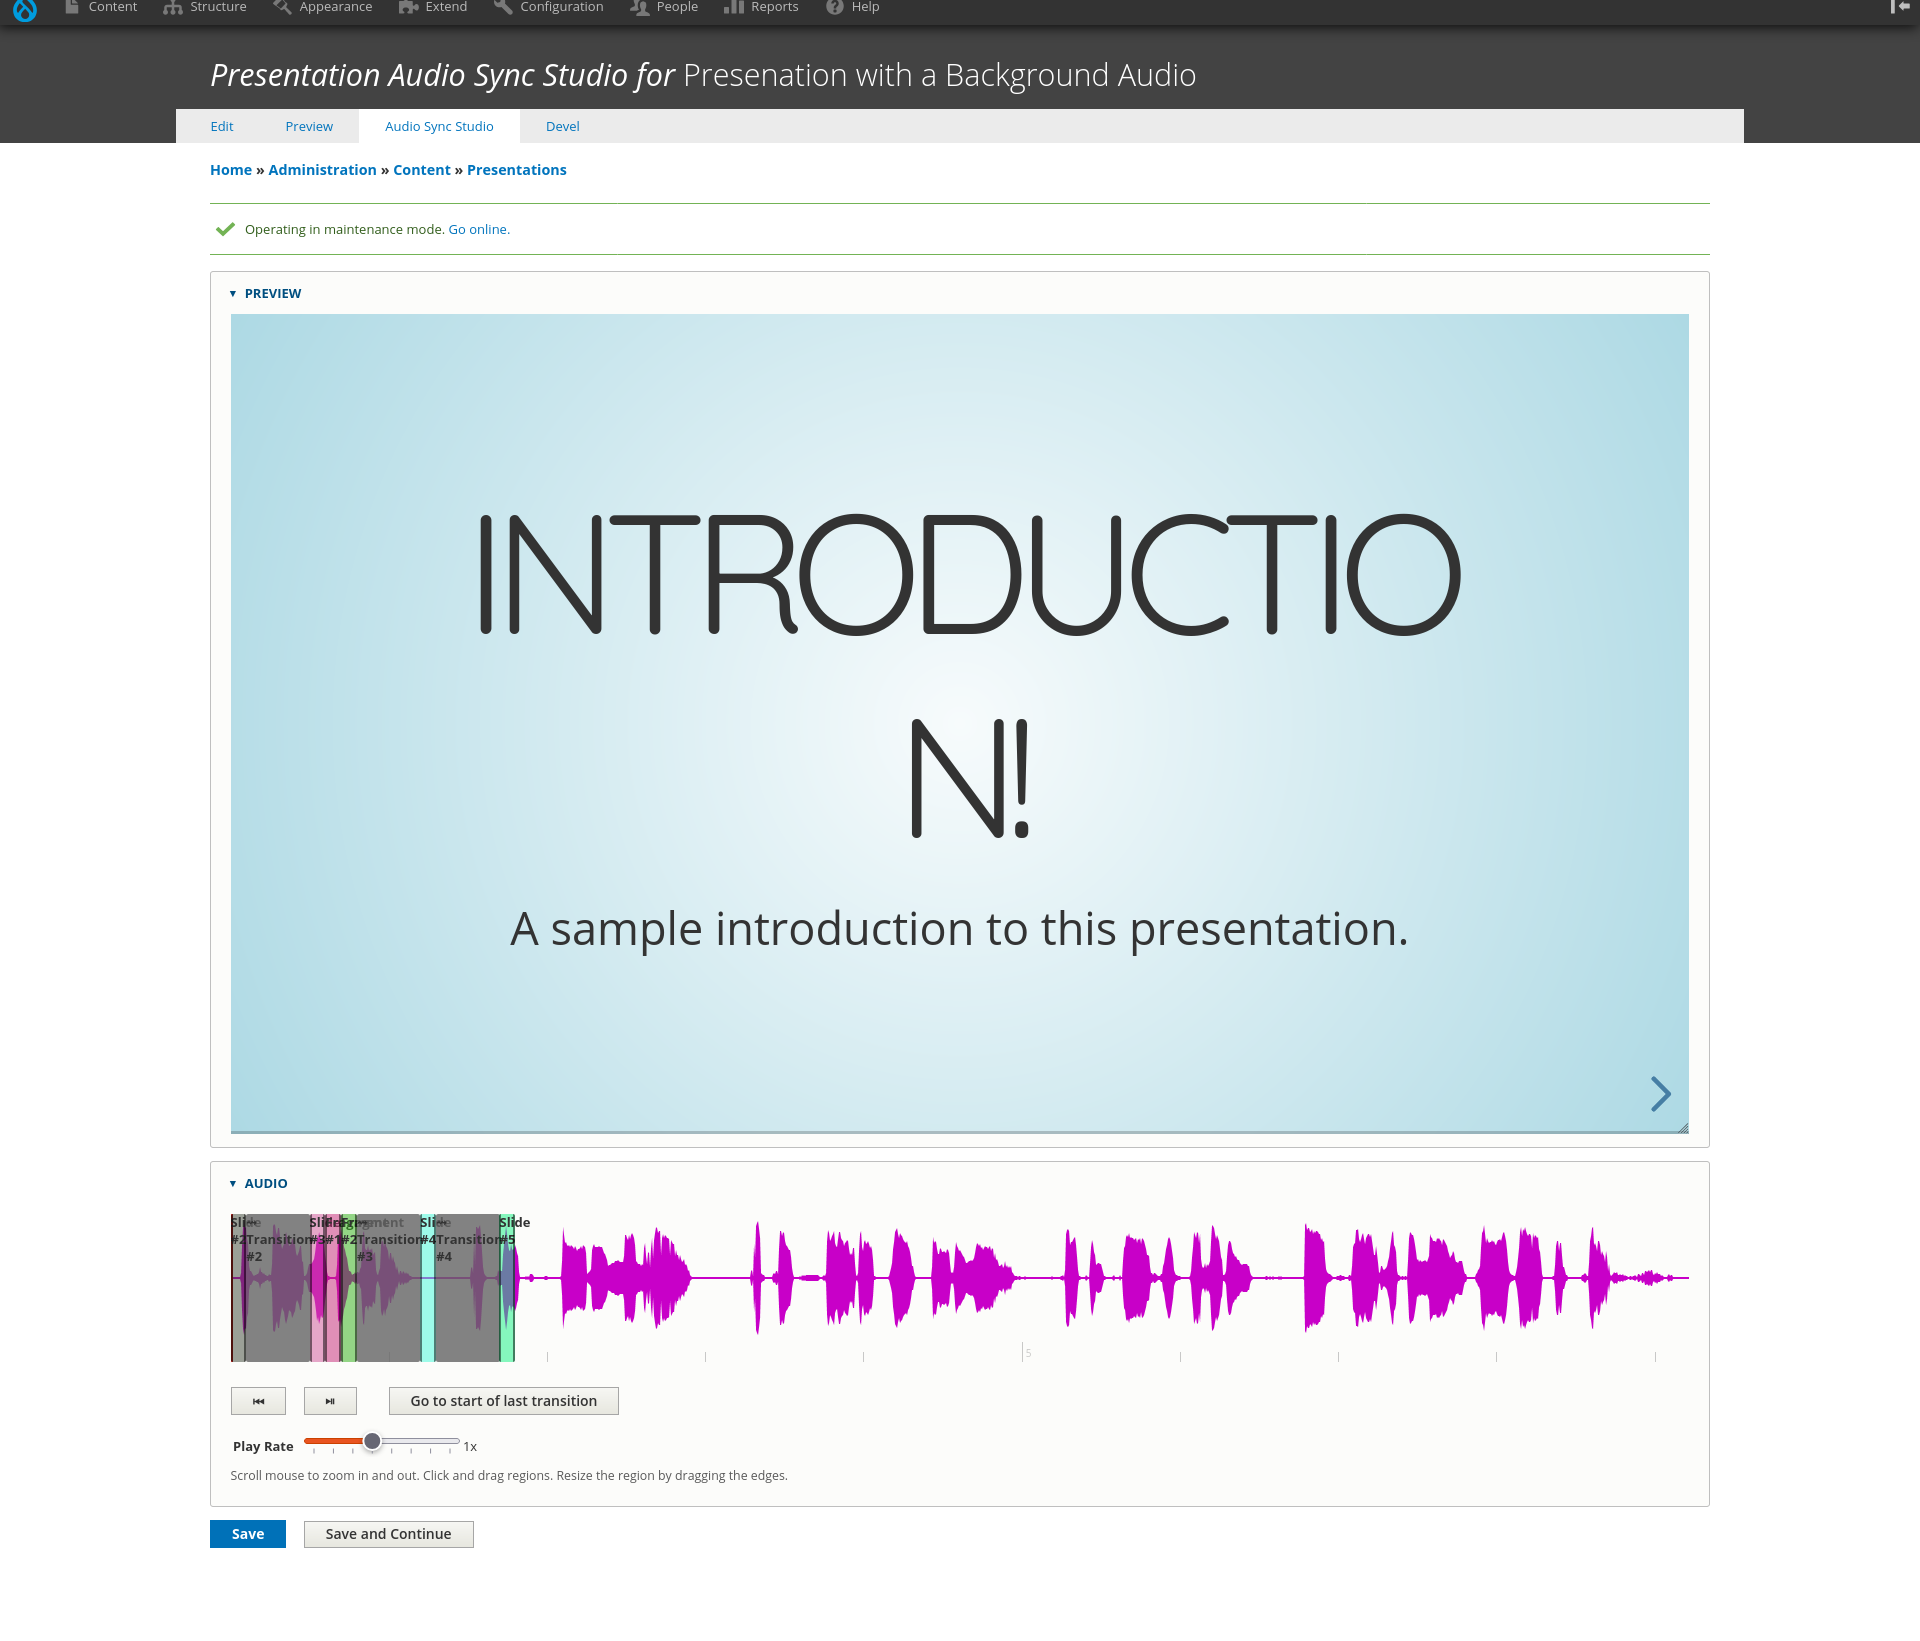 Content Structure Appearance Extend Configuration People Reports Help
Presentation Audio Sync Studio for Presenation with a Background Audio
Edit Preview Audio Sync Studio Devel
Home » Administration » Content » Presentations
Operating in maintenance mode. Go online.
PREVIEW
INTRODUCTIO
N!
A sample introduction to this presentation.
AUDIO
Slide Slide Fragment Slide Slide
#2 Transition #3 #1 #2 Transition #4 Transition #5
#2 #3 #4
5
Go to start of last transition
Play Rate 1x
Scroll mouse to zoom in and out. Click and drag regions. Resize the region by dragging the edges.
Save Save and Continue